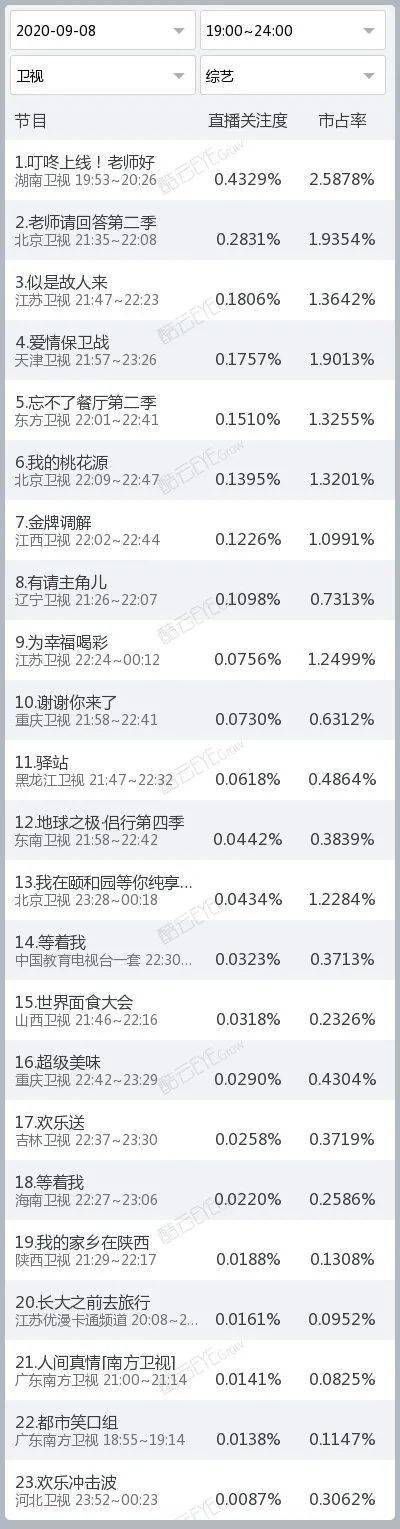 2020-09-08 19:00~24:00
卫视 综艺
节目 直播关注度 市占率
1.叮咚上线！老师好
湖南卫视 19:53~20:26 0.4329% 2.5878%
2.老师请回答第二季
北京卫视 21:35~22:08 0.2831% 1.9354%
3.似是故人来
江苏卫视 21:47~22:23 0.1806% 1.3642%
4.爱情保卫战
天津卫视 21:57~23:26 0.1757% 1.9013%
5.忘不了餐厅第二季
东方卫视 22:01~22:41 0.1510% 1.3255%
6.我的桃花源
北京卫视 22:09~22:47 0.1395% 1.3201%
7.金牌调解
江西卫视 22:02~22:44 0.1226% 1.0991%
8.有请主角儿
辽宁卫视 21:26~22:07 0.1098% 0.7313%
9.为幸福喝彩
江苏卫视 22:24~00:12 0.0756% 1.2499%
10.谢谢你来了
重庆卫视 21:58~22:41 0.0730% 0.6312%
11.驿站
黑龙江卫视 21:47~22:32 0.0618% 0.4864%
12.地球之极·侣行第四季
东南卫视 21:58~22:42 0.0442% 0.3839%
13.我在颐和园等你纯享...
北京卫视 23:28~00:18 0.0434% 1.2284%
14.等着我
中国教育电视台一套 22:30... 0.0323% 0.3713%
15.世界面食大会
山西卫视 21:46~22:16 0.0318% 0.2326%
16.超级美味
重庆卫视 22:42~23:29 0.0290% 0.4304%
17.欢乐送
吉林卫视 22:37~23:30 0.0258% 0.3719%
18.等着我
海南卫视 22:27~23:06 0.0220% 0.2586%
19.我的家乡在陕西
陕西卫视 21:29~22:17 0.0188% 0.1308%
20.长大之前去旅行
江苏优漫卡通频道 20:08~2... 0.0161% 0.0952%
21.人间真情[南方卫视]
广东南方卫视 21:00~21:14 0.0141% 0.0825%
22.都市笑口组
广东南方卫视 18:55~19:14 0.0138% 0.1147%
23.欢乐冲击波
河北卫视 23:52~00:23 0.0087% 0.3062%
酷云EYE Grow